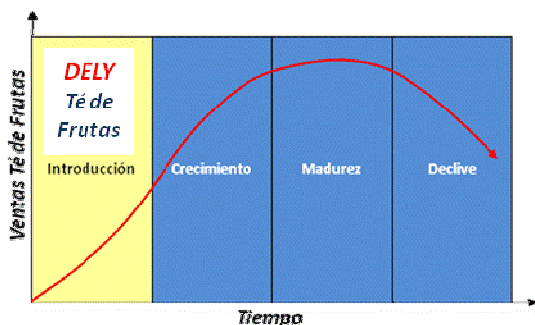 DELY
Té de
Frutas
Introducción
Crecimiento
Madurez
Declive
Ventas Té de Frutas
Tiempo